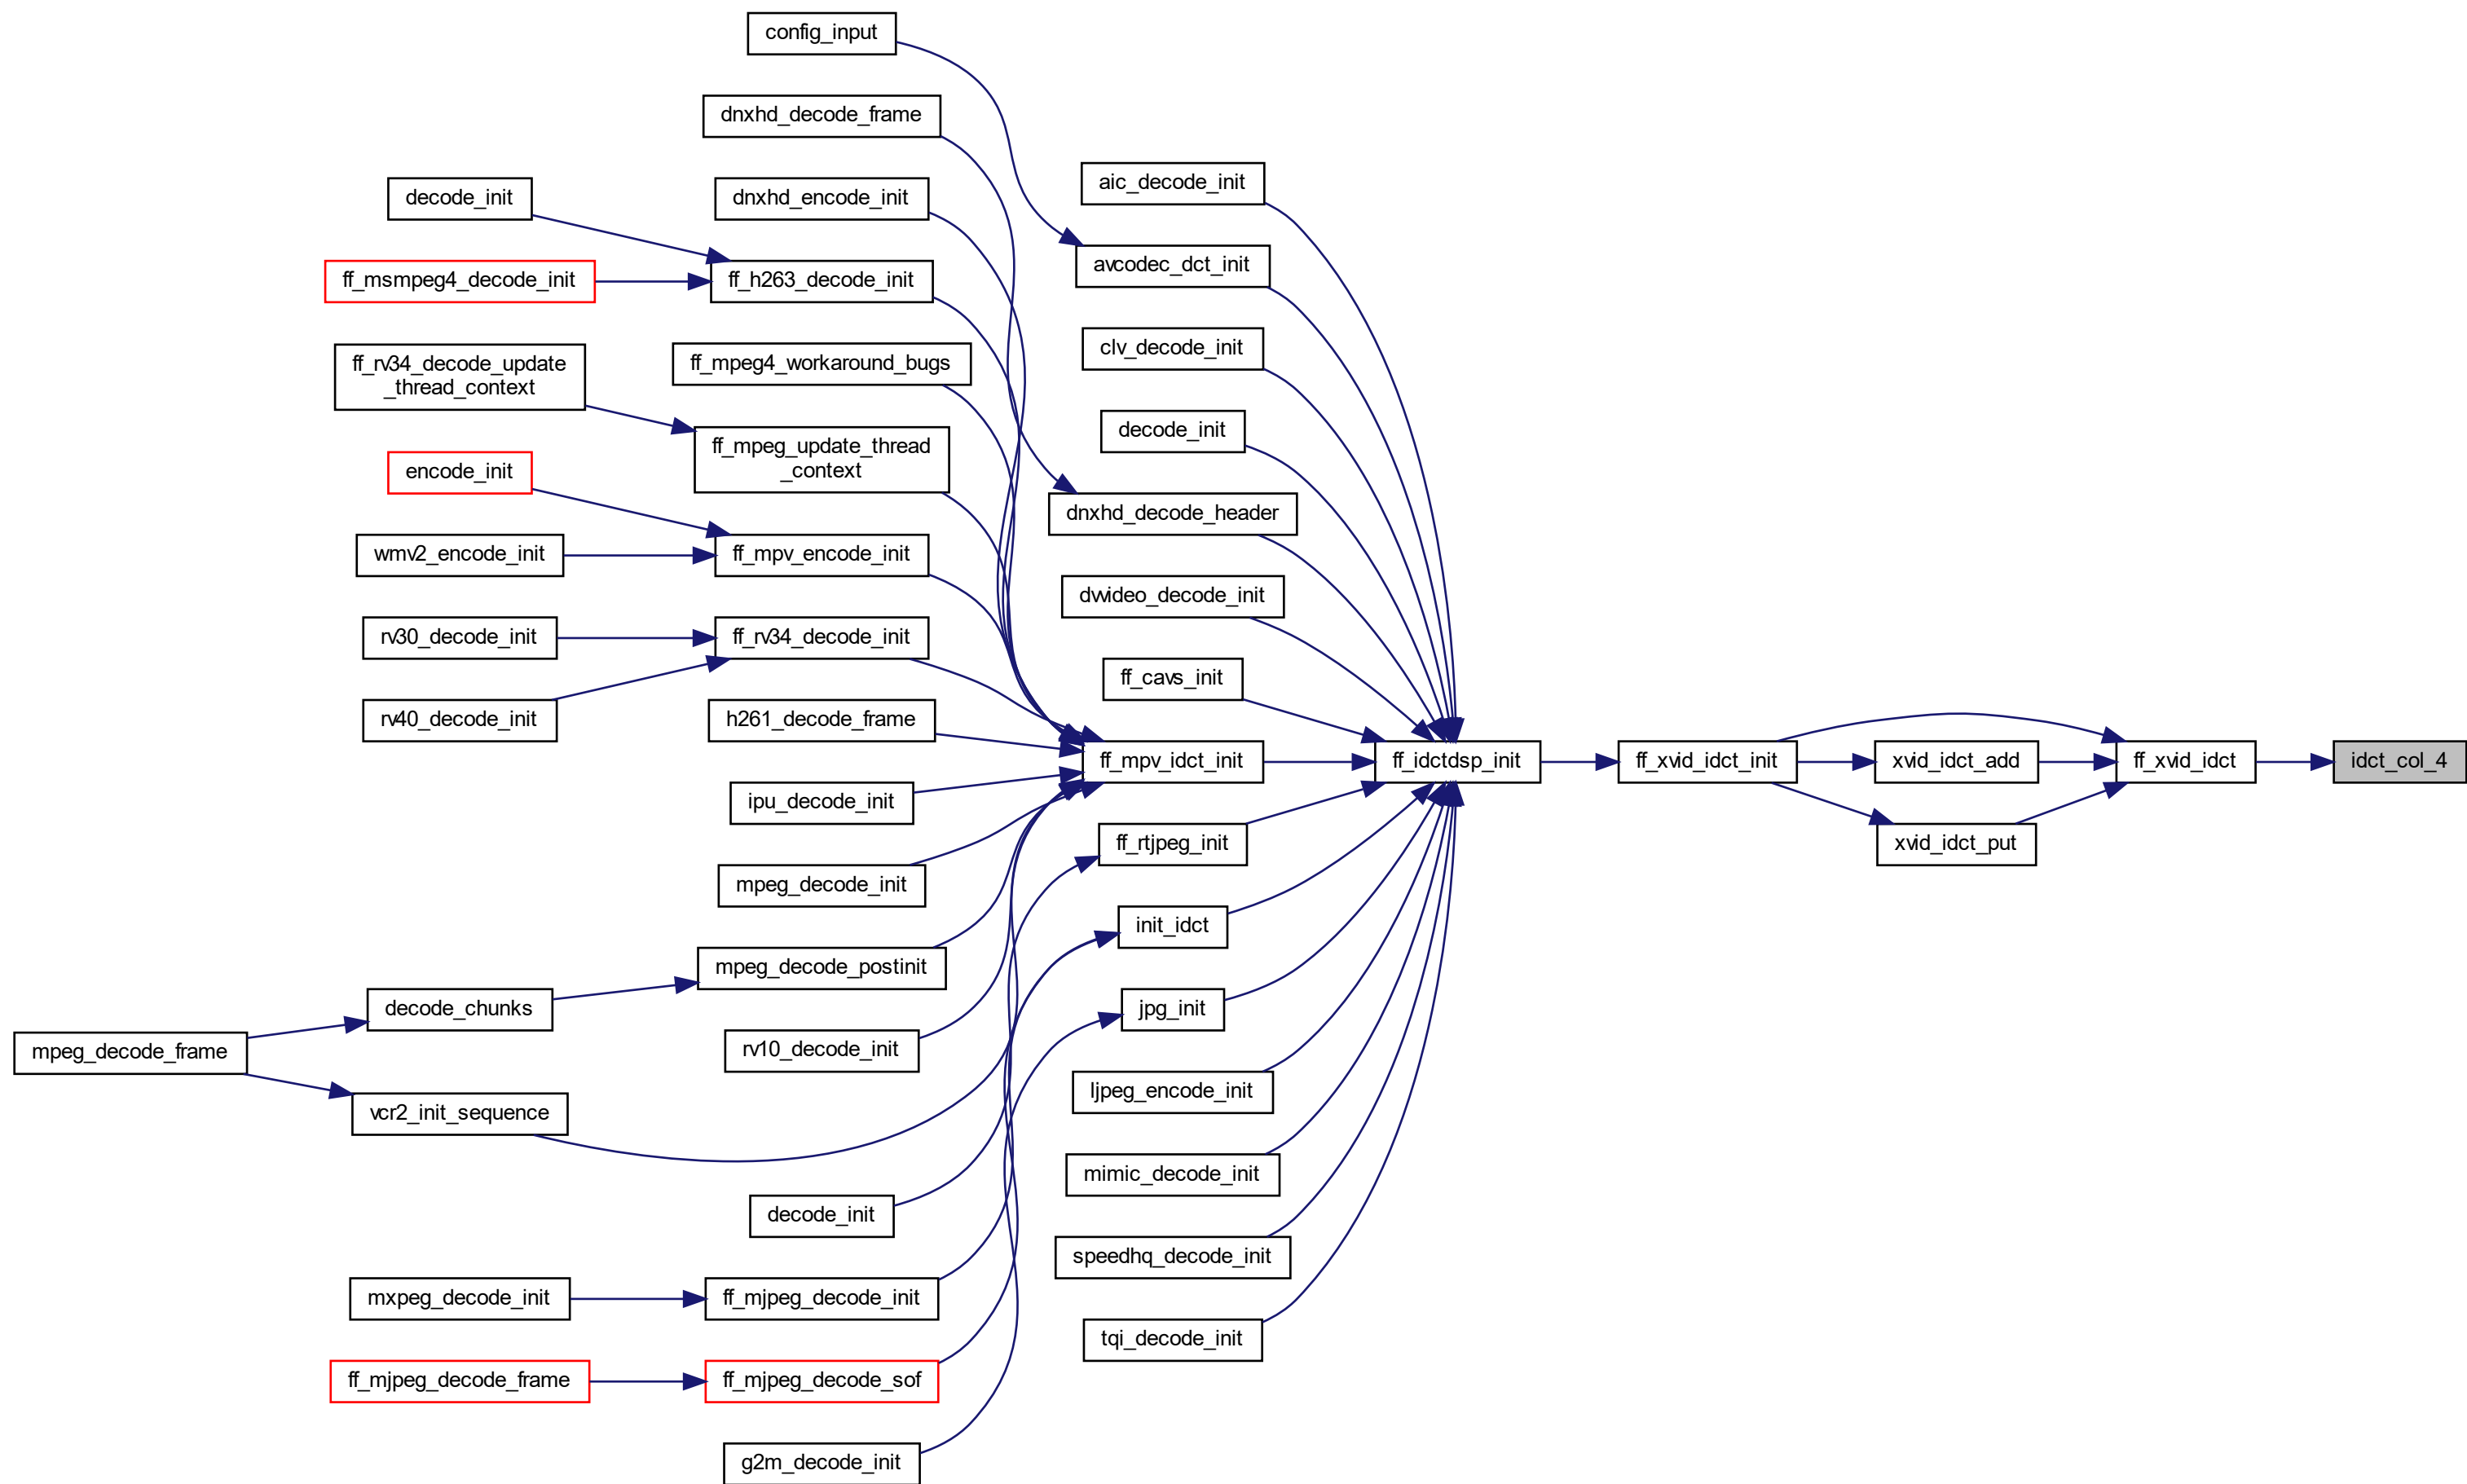 config_input
dnxhd_decode_frame
aic_decode_init
decode_init
dnxhd_encode_init
avcodec_dct_init
ff_msmpeg4_decode_init
ff_h263_decode_init
clv_decode_init
ff_rv34_decode_update
_thread_context
ff_mpeg4_workaround_bugs
decode_init
ff_mpeg_update_thread
_context
encode_init
dnxhd_decode_header
wmv2_encode_init
ff_mpv_encode_init
dwideo_decode_init
rv30_decode_init
ff_rv34_decode_init
ff_cavs_init
rv40_decode_init
h261_decode_frame
ff_mpv_idct_init
ff_idctdsp_init
ff_xvid_idct_init
xvid_idct_add
ff_xvid_idct
idct_col_4
ipu_decode_init
ff_rtjpeg_init
xvid_idct_put
mpeg_decode_init
init_idct
mpeg_decode_postinit
decode_chunks
jpg_init
mpeg_decode_frame
rv10_decode_init
ljpeg_encode_init
vcr2_init_sequence
mimic_decode_init
decode_init
speedhq_decode_init
mxpeg_decode_init
ff_mjpeg_decode_init
tqi_decode_init
ff_mjpeg_decode_frame
ff_mjpeg_decode_sof
g2m_decode_init